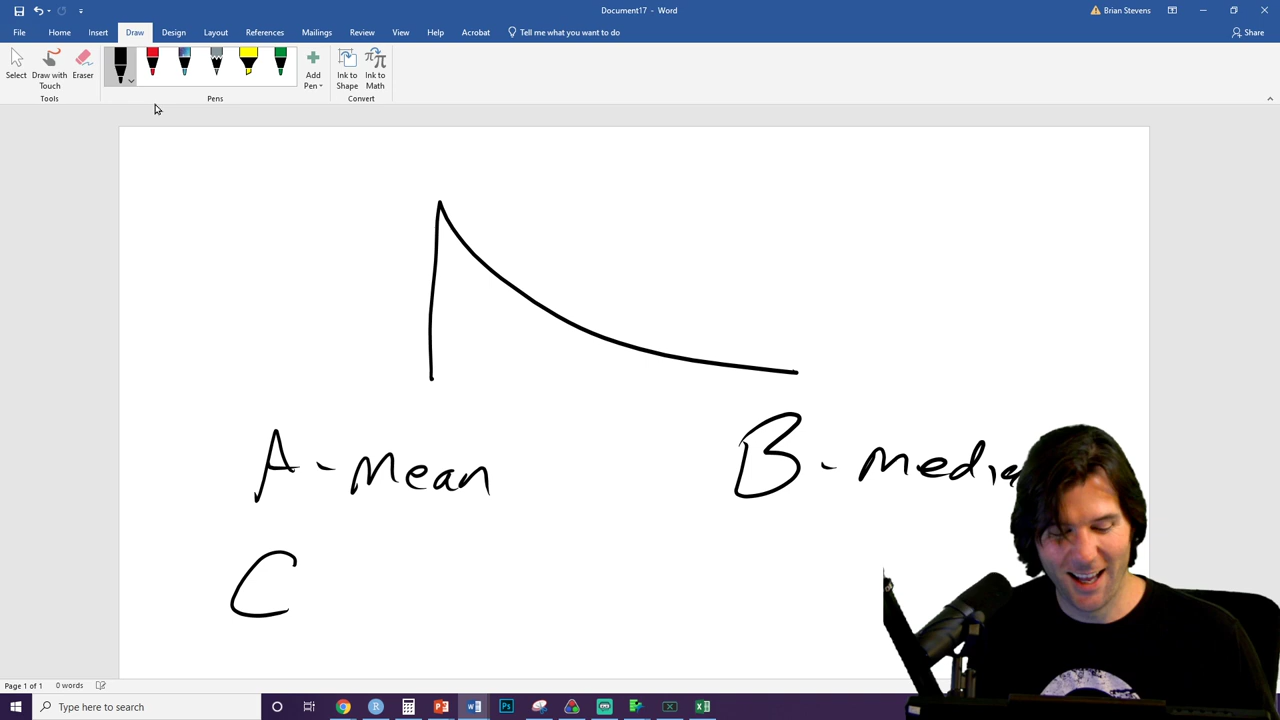 Document17 - Word
Brian Stevens
File Home Insert Draw Design Layout References Mailings Review View Help Acrobat Tell me what you want to do
Share
Select
Draw with Touch
Eraser
Add Pen
Ink to Shape
Ink to Math
Tools
Pens
Convert
A - Mean
B -
C
Page 1 of 1 0 words
Type here to search